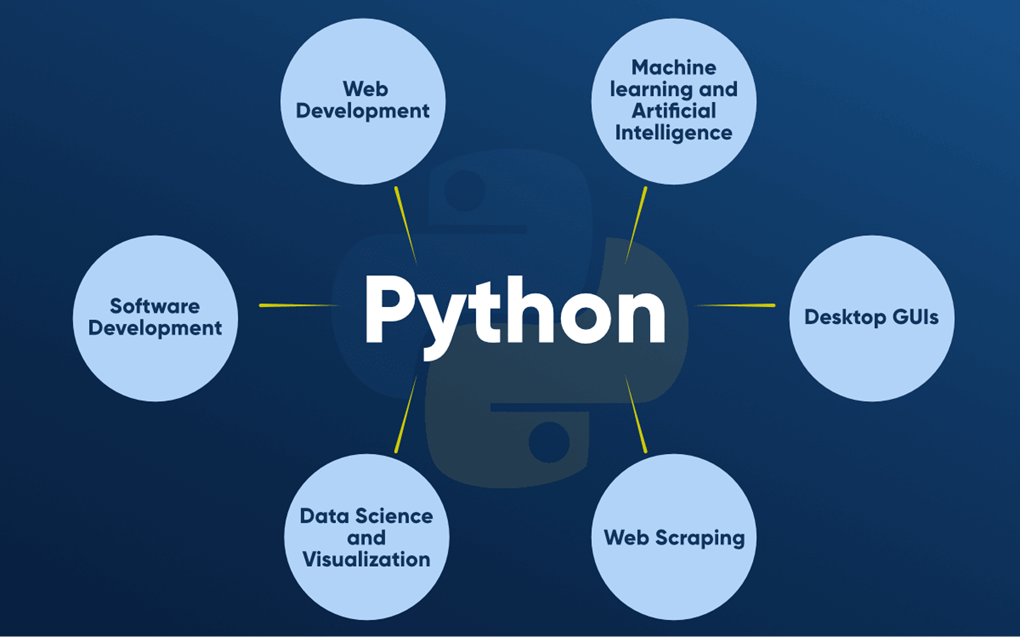 Web
Development
Machine
learning and
Artificial
Intelligence
Software
Development
Python
Desktop GUIs
Data Science
and
Visualization
Web Scraping